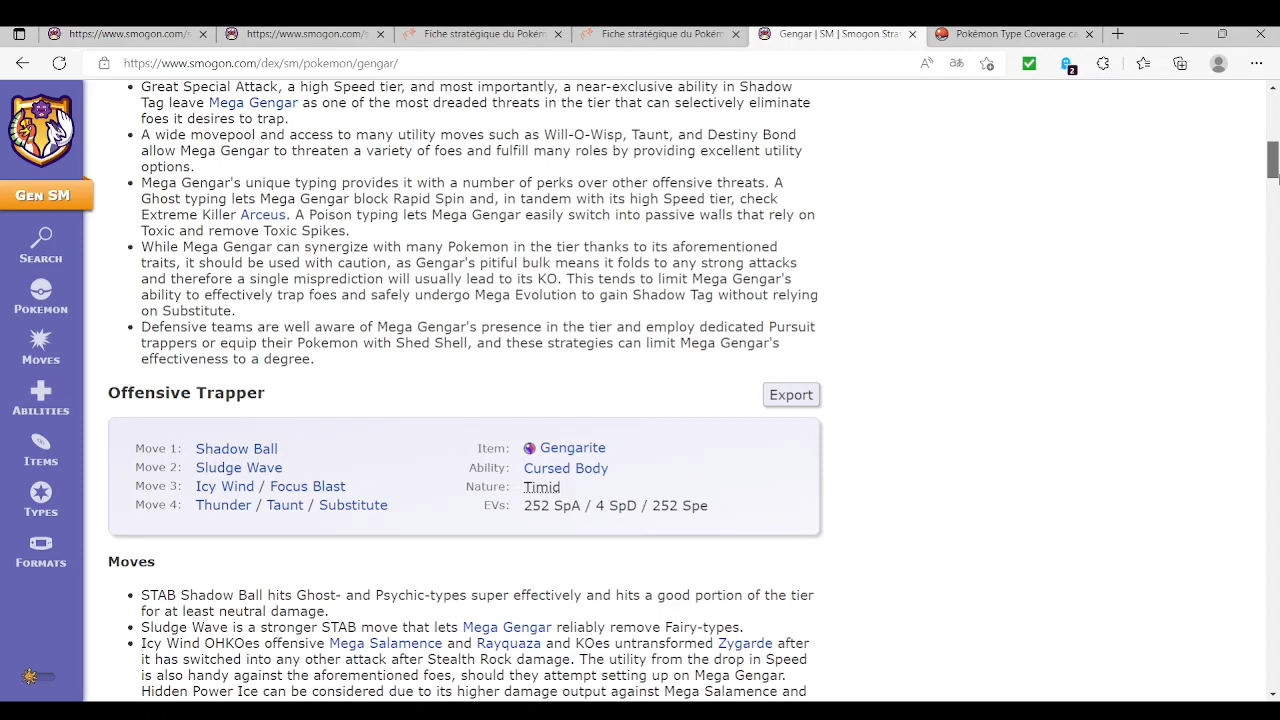 https://www.smogon.com/s
https://www.smogon.com/s
Fiche stratégique du Pokém
Fiche stratégique du Pokém
Gengar | SM | Smogon Stra
Pokémon Type Coverage ca
https://www.smogon.com/dex/sm/pokemon/gengar/
2
Great Special Attack, a high Speed tier, and most importantly, a near-exclusive ability in Shadow
Tag leave Mega Gengar as one of the most dreaded threats in the tier that can selectively eliminate
foes it desires to trap.
A wide movepool and access to many utility moves such as Will-O-Wisp, Taunt, and Destiny Bond
allow Mega Gengar to threaten a variety of foes and fulfill many roles by providing excellent utility
options.
Mega Gengar's unique typing provides it with a number of perks over other offensive threats. A
Ghost typing lets Mega Gengar block Rapid Spin and, in tandem with its high Speed tier, check
Extreme Killer Arceus. A Poison typing lets Mega Gengar easily switch into passive walls that rely on
Toxic and remove Toxic Spikes.
While Mega Gengar can synergize with many Pokemon in the tier thanks to its aforementioned
traits, it should be used with caution, as Gengar's pitiful bulk means it folds to any strong attacks
and therefore a single misprediction will usually lead to its KO. This tends to limit Mega Gengar's
ability to effectively trap foes and safely undergo Mega Evolution to gain Shadow Tag without relying
on Substitute.
Defensive teams are well aware of Mega Gengar's presence in the tier and employ dedicated Pursuit
trappers or equip their Pokemon with Shed Shell, and these strategies can limit Mega Gengar's
effectiveness to a degree.
GEN SM
SEARCH
POKEMON
MOVES
ABILITIES
ITEMS
TYPES
FORMATS
Offensive Trapper
Export
Move 1: Shadow Ball
Move 2: Sludge Wave
Move 3: Icy Wind / Focus Blast
Move 4: Thunder / Taunt / Substitute
Item: Gengarite
Ability: Cursed Body
Nature: Timid
EVs: 252 SpA / 4 SpD / 252 Spe
Moves
STAB Shadow Ball hits Ghost- and Psychic-types super effectively and hits a good portion of the tier
for at least neutral damage.
Sludge Wave is a stronger STAB move that lets Mega Gengar reliably remove Fairy-types.
Icy Wind OHKOes offensive Mega Salamence and Rayquaza and KOes untransformed Zygarde after
it has switched into any other attack after Stealth Rock damage. The utility from the drop in Speed
is also handy against the aforementioned foes, should they attempt setting up on Mega Gengar.
Hidden Power Ice can be considered due to its higher damage output against Mega Salamence and